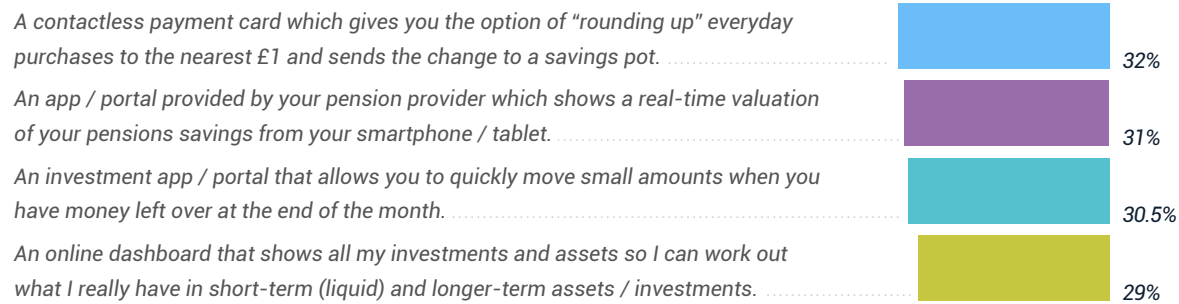 A contactless payment card which gives you the option of “rounding up” everyday
purchases to the nearest £1 and sends the change to a savings pot. 32%
An app / portal provided by your pension provider which shows a real-time valuation
of your pensions savings from your smartphone / tablet. 31%
An investment app / portal that allows you to quickly move small amounts when you
have money left over at the end of the month. 30.5%
An online dashboard that shows all my investments and assets so I can work out
what I really have in short-term (liquid) and longer-term assets / investments. 29%